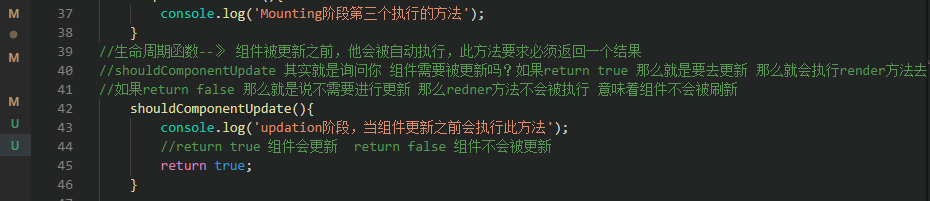 M 37 console.log('Mounting阶段第三个执行的方法');
38 }
M 39 //生命周期函数--》 组件被更新之前，他会被自动执行，此方法要求必须返回一个结果
40 //shouldComponentUpdate 其实就是询问你 组件需要被更新吗？如果return true 那么就是要去更新 那么就会执行render方法去
M 41 //如果return false 那么就是说不需要进行更新 那么redner方法不会被执行 意味着组件不会被刷新
42 shouldComponentUpdate(){
U 43 console.log('updation阶段，当组件更新之前会执行此方法');
U 44 //return true 组件会更新  return false 组件不会被更新
45 return true;
46 }